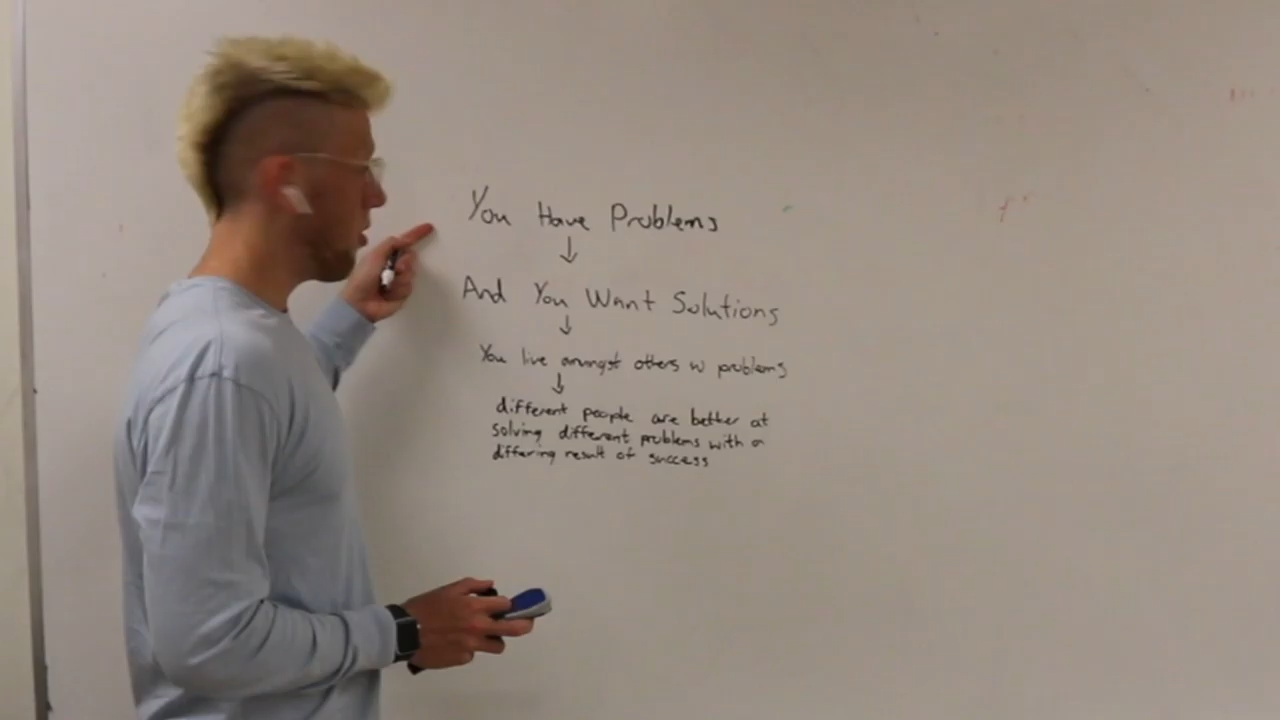 You Have Problems
↓
And You Want Solutions
↓
You live amongst others w problems
↓
different people are better at
solving different problems with a
differing result of success